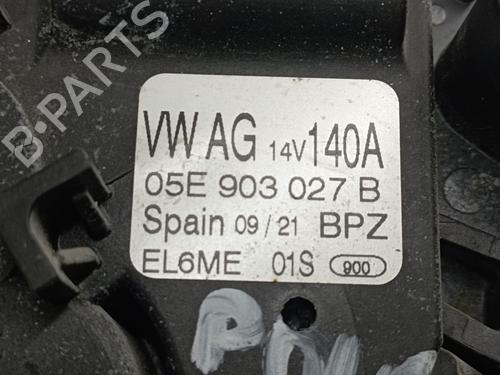 VW AG 14V 140A
05E 903 027 B
Spain 09/21 BPZ
EL6ME 01S 900
B-Parts